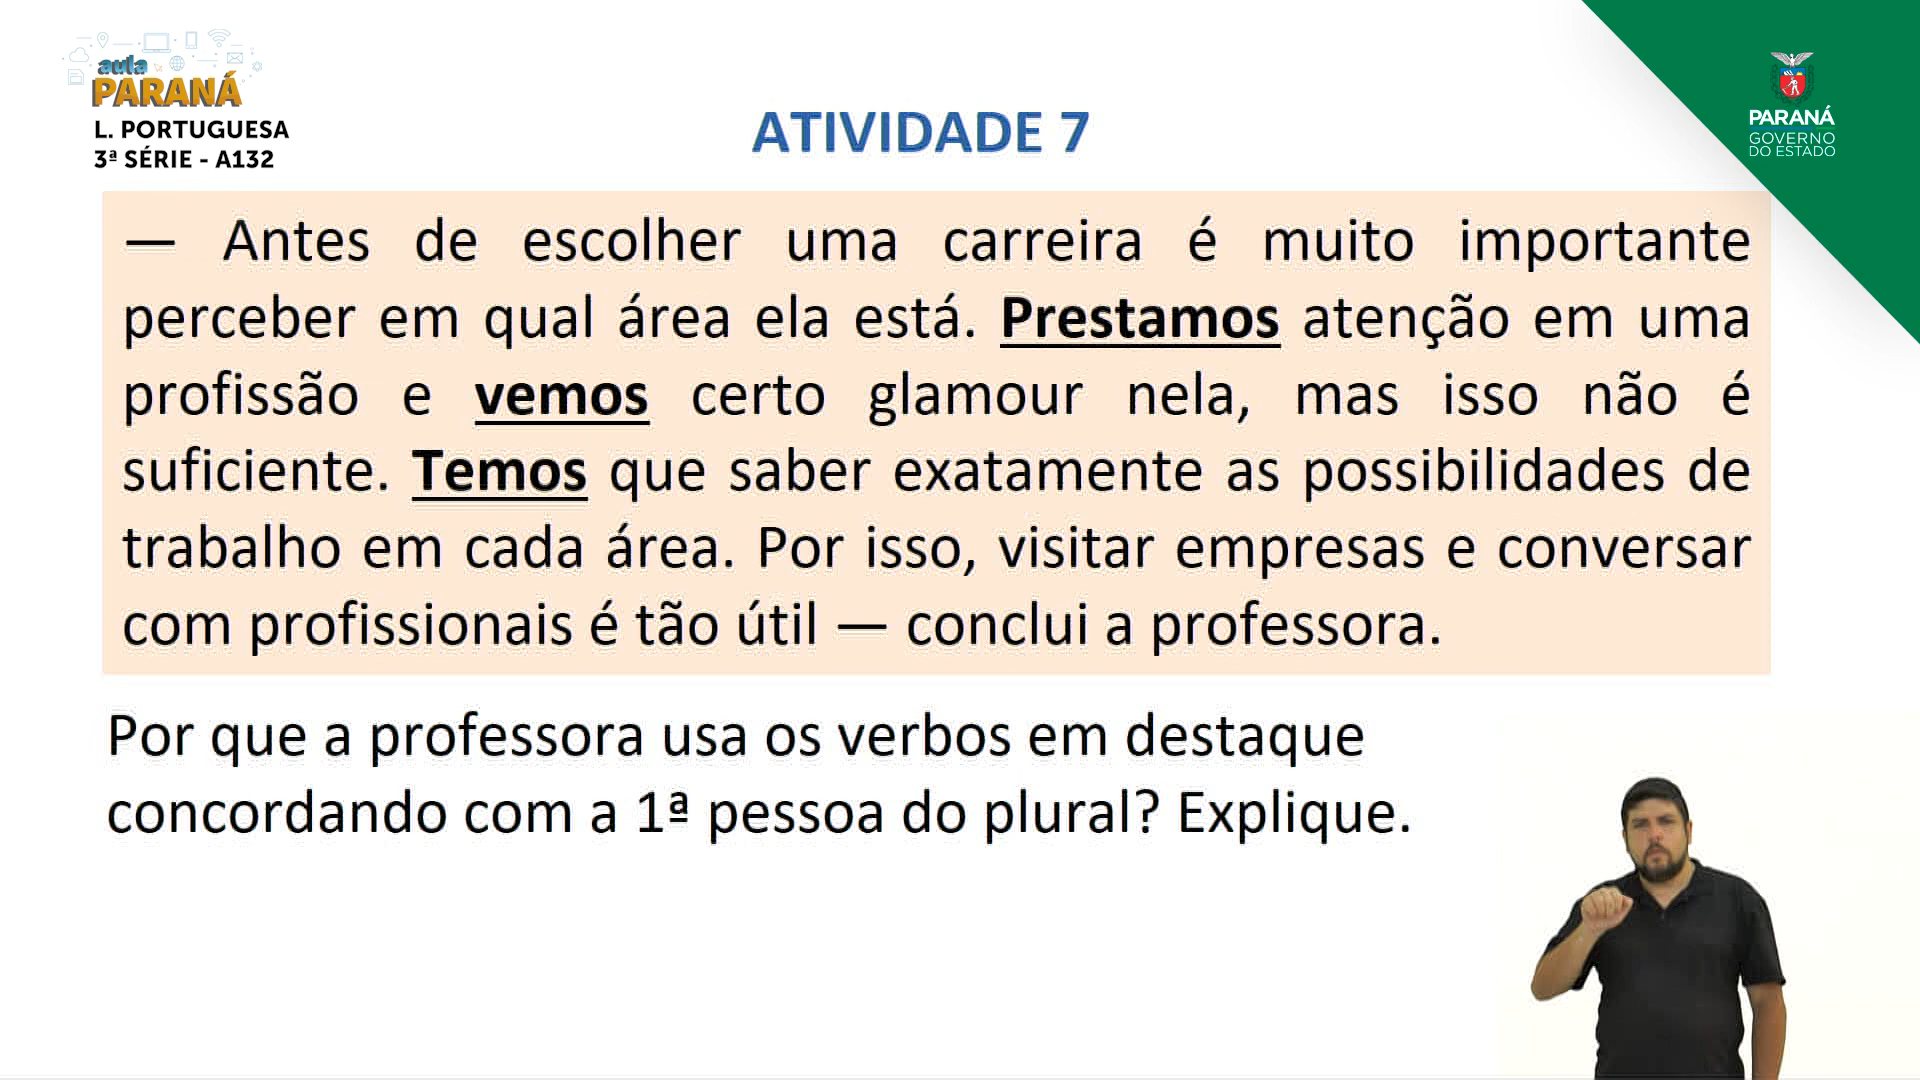 aula
PARANÁ
L. PORTUGUESA
3ª SÉRIE - A132
ATIVIDADE 7
PARANÁ
GOVERNO
DO ESTADO
— Antes de escolher uma carreira é muito importante
perceber em qual área ela está. Prestamos atenção em uma
profissão e vemos certo glamour nela, mas isso não é
suficiente. Temos que saber exatamente as possibilidades de
trabalho em cada área. Por isso, visitar empresas e conversar
com profissionais é tão útil — conclui a professora.
Por que a professora usa os verbos em destaque
concordando com a 1ª pessoa do plural? Explique.